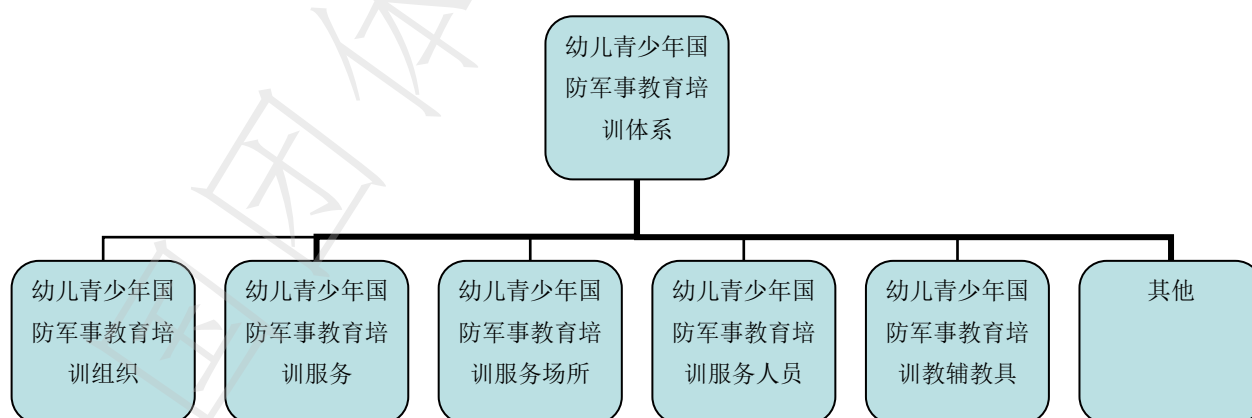 幼儿青少年国
防军事教育培
训体系
幼儿青少年国
防军事教育培
训组织
幼儿青少年国
防军事教育培
训服务
幼儿青少年国
防军事教育培
训服务场所
幼儿青少年国
防军事教育培
训服务人员
幼儿青少年国
防军事教育培
训教辅教具
其他